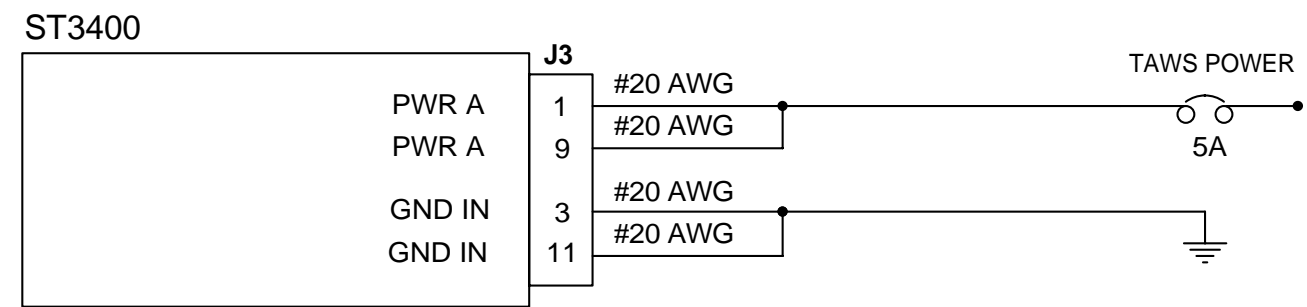 ST3400
J3
TAWS POWER
PWR A 1 #20 AWG
PWR A 9 #20 AWG
5A
GND IN 3 #20 AWG
GND IN 11 #20 AWG